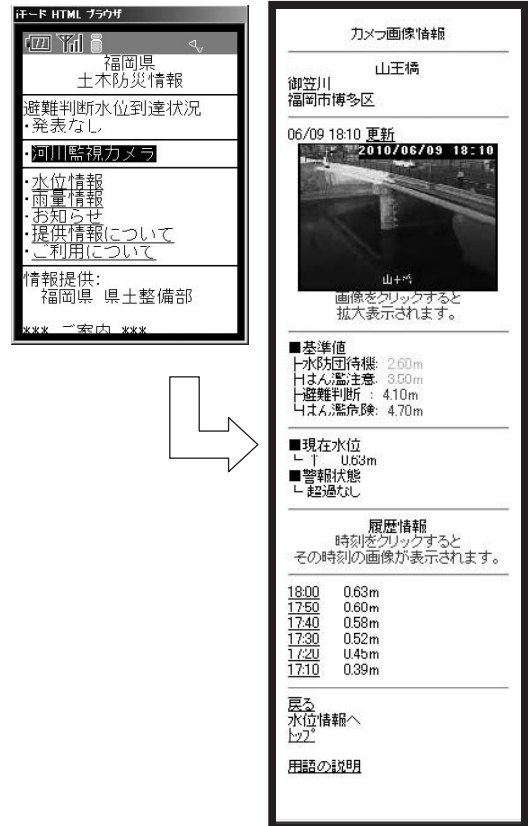 iモード HTML ブラウザ
福岡県
土木防災情報
避難判断水位到達状況
・発表なし
・河川監視カメラ
・水位情報
・雨量情報
・お知らせ
・提供情報について
・ご利用について
情報提供:
福岡県 県土整備部
*** ご案内 ***
カメラ画像情報
山王橋
御笠川
福岡市博多区
06/09 18:10 更新
2010/06/09 18:10
画像をクリックすると
拡大表示されます。
■基準値
├水防団待機: 2.60m
├はん濫注意: 3.50m
├避難判断 : 4.10m
└はん濫危険: 4.70m
■現在水位
└ ↑ 0.63m
■警報状態
└ 超過なし
履歴情報
時刻をクリックすると
その時刻の画像が表示されます。
18:00 0.63m
17:50 0.60m
17:40 0.58m
17:30 0.52m
17:20 0.45m
17:10 0.39m
戻る
水位情報へ
トップ
用語の説明